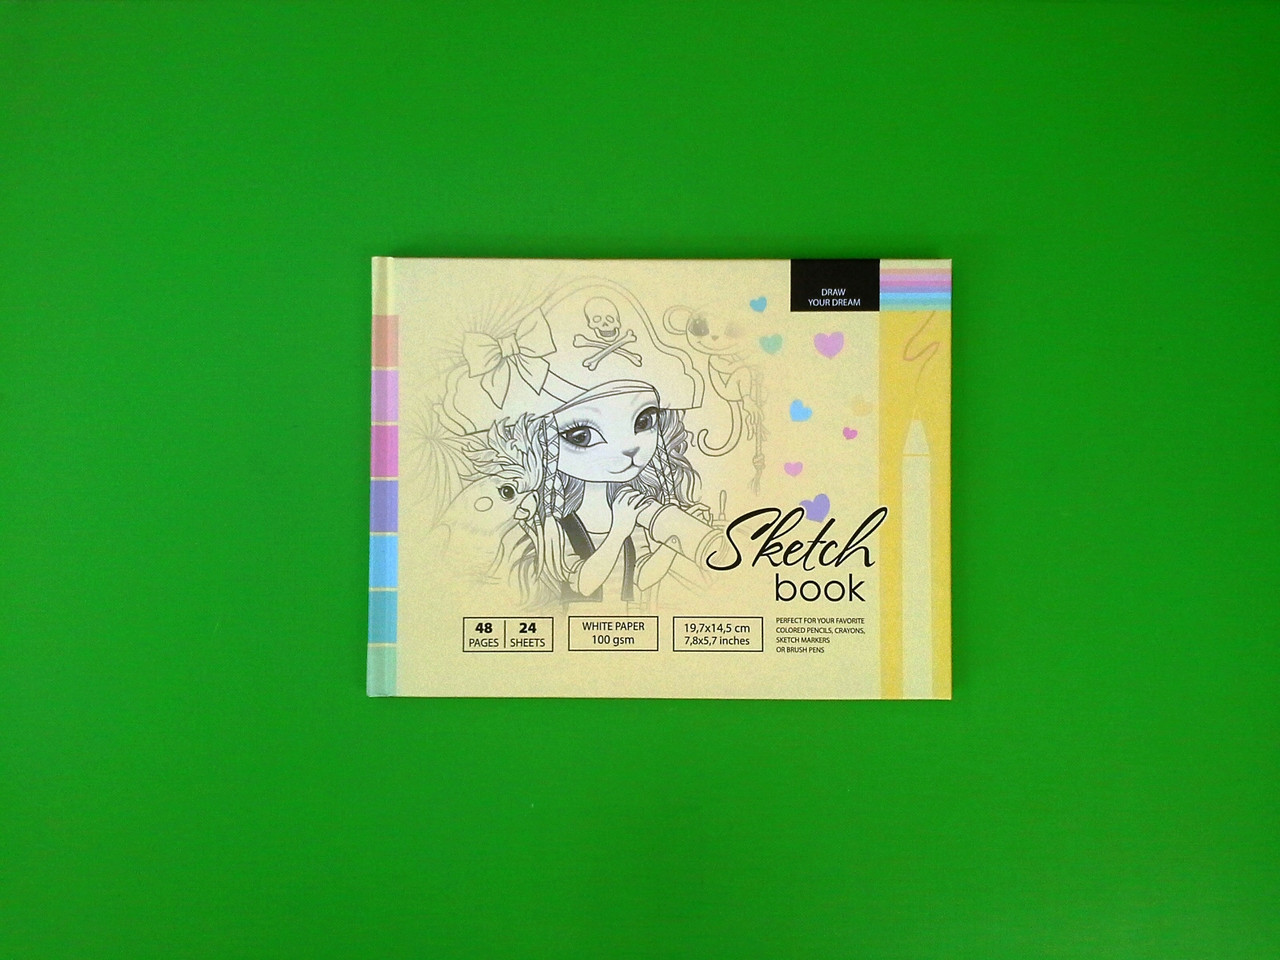 DRAW
YOUR DREAM
Sketch
book
48
PAGES
24
SHEETS
WHITE PAPER
100 gsm
19,7x14,5 cm
7,8x5,7 inches
PERFECT FOR YOUR FAVORITE
COLORED PENCILS, CRAYONS,
SKETCH MARKERS
OR BRUSH PENS